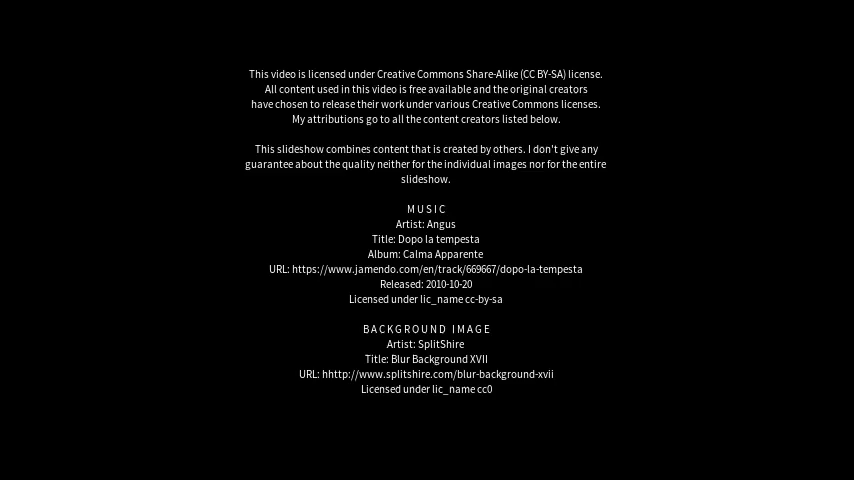 This video is licensed under Creative Commons Share-Alike (CC BY-SA) license.
All content used in this video is free available and the original creators
have chosen to release their work under various Creative Commons licenses.
My attributions go to all the content creators listed below.
This slideshow combines content that is created by others. I don't give any
guarantee about the quality neither for the individual images nor for the entire
slideshow.
MUSIC
Artist: Angus
Title: Dopo la tempesta
Album: Calma Apparente
URL: https://www.jamendo.com/en/track/669667/dopo-la-tempesta
Released: 2010-10-20
Licensed under lic_name cc-by-sa
BACKGROUND IMAGE
Artist: SplitShire
Title: Blur Background XVII
URL: hhttp://www.splitshire.com/blur-background-xvii
Licensed under lic_name cc0